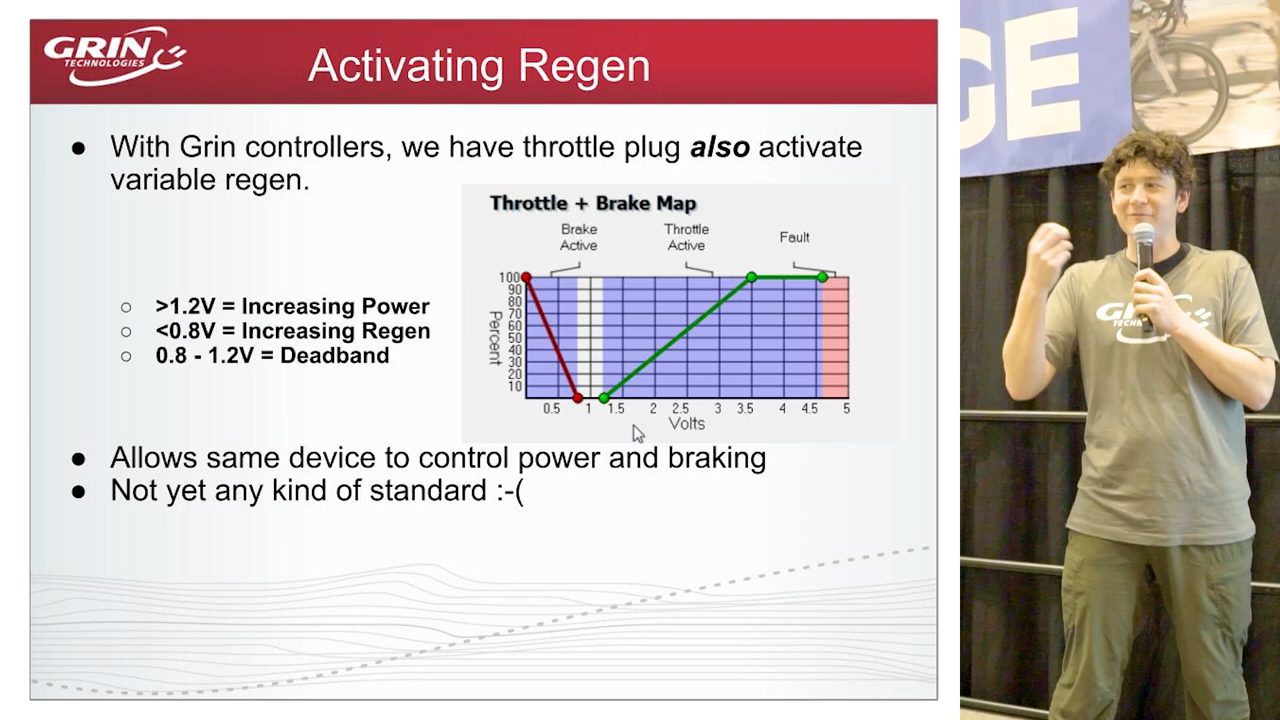 GRIN
TECHNOLOGIES
Activating Regen
● With Grin controllers, we have throttle plug also activate
variable regen.
Throttle + Brake Map
Brake
Active
Throttle
Active
Fault
100
90
80
70
60
50
40
30
20
10
Percent
0.5 1 1.5 2 2.5 3 3.5 4 4.5 5
Volts
○ >1.2V = Increasing Power
○ <0.8V = Increasing Regen
○ 0.8 - 1.2V = Deadband
● Allows same device to control power and braking
● Not yet any kind of standard :-(
GE
GRIN